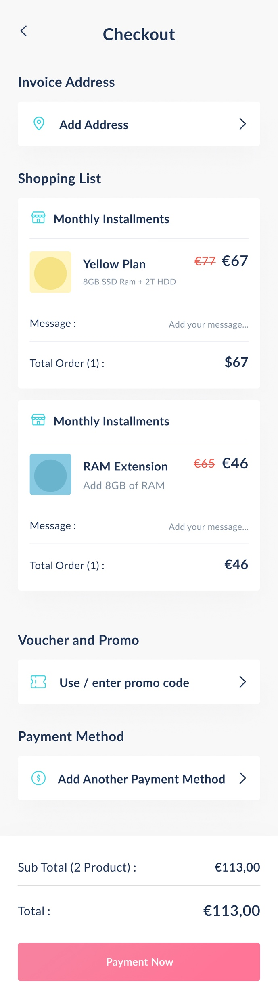 Checkout
Invoice Address
Add Address
Shopping List
Monthly Installments
Yellow Plan €77 €67
8GB SSD Ram + 2T HDD
Message : Add your message...
Total Order (1) : $67
Monthly Installments
RAM Extension €65 €46
Add 8GB of RAM
Message : Add your message...
Total Order (1) : €46
Voucher and Promo
Use / enter promo code
Payment Method
$ Add Another Payment Method
Sub Total (2 Product) : €113,00
Total : €113,00
Payment Now